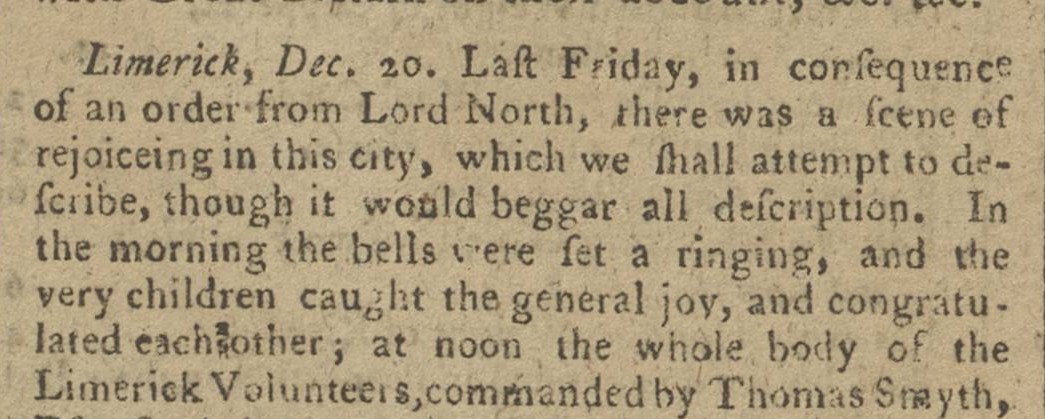 Limerick, Dec. 20. Laſt Friday, in conſequence
of an order from Lord North, there was a ſcene of
rejoiceing in this city, which we ſhall attempt to de-
ſcribe, though it would beggar all deſcription. In
the morning the bells were ſet a ringing, and the
very children caught the general joy, and congratu-
lated each other; at noon the whole body of the
Limerick Volunteers, commanded by Thomas Smyth,